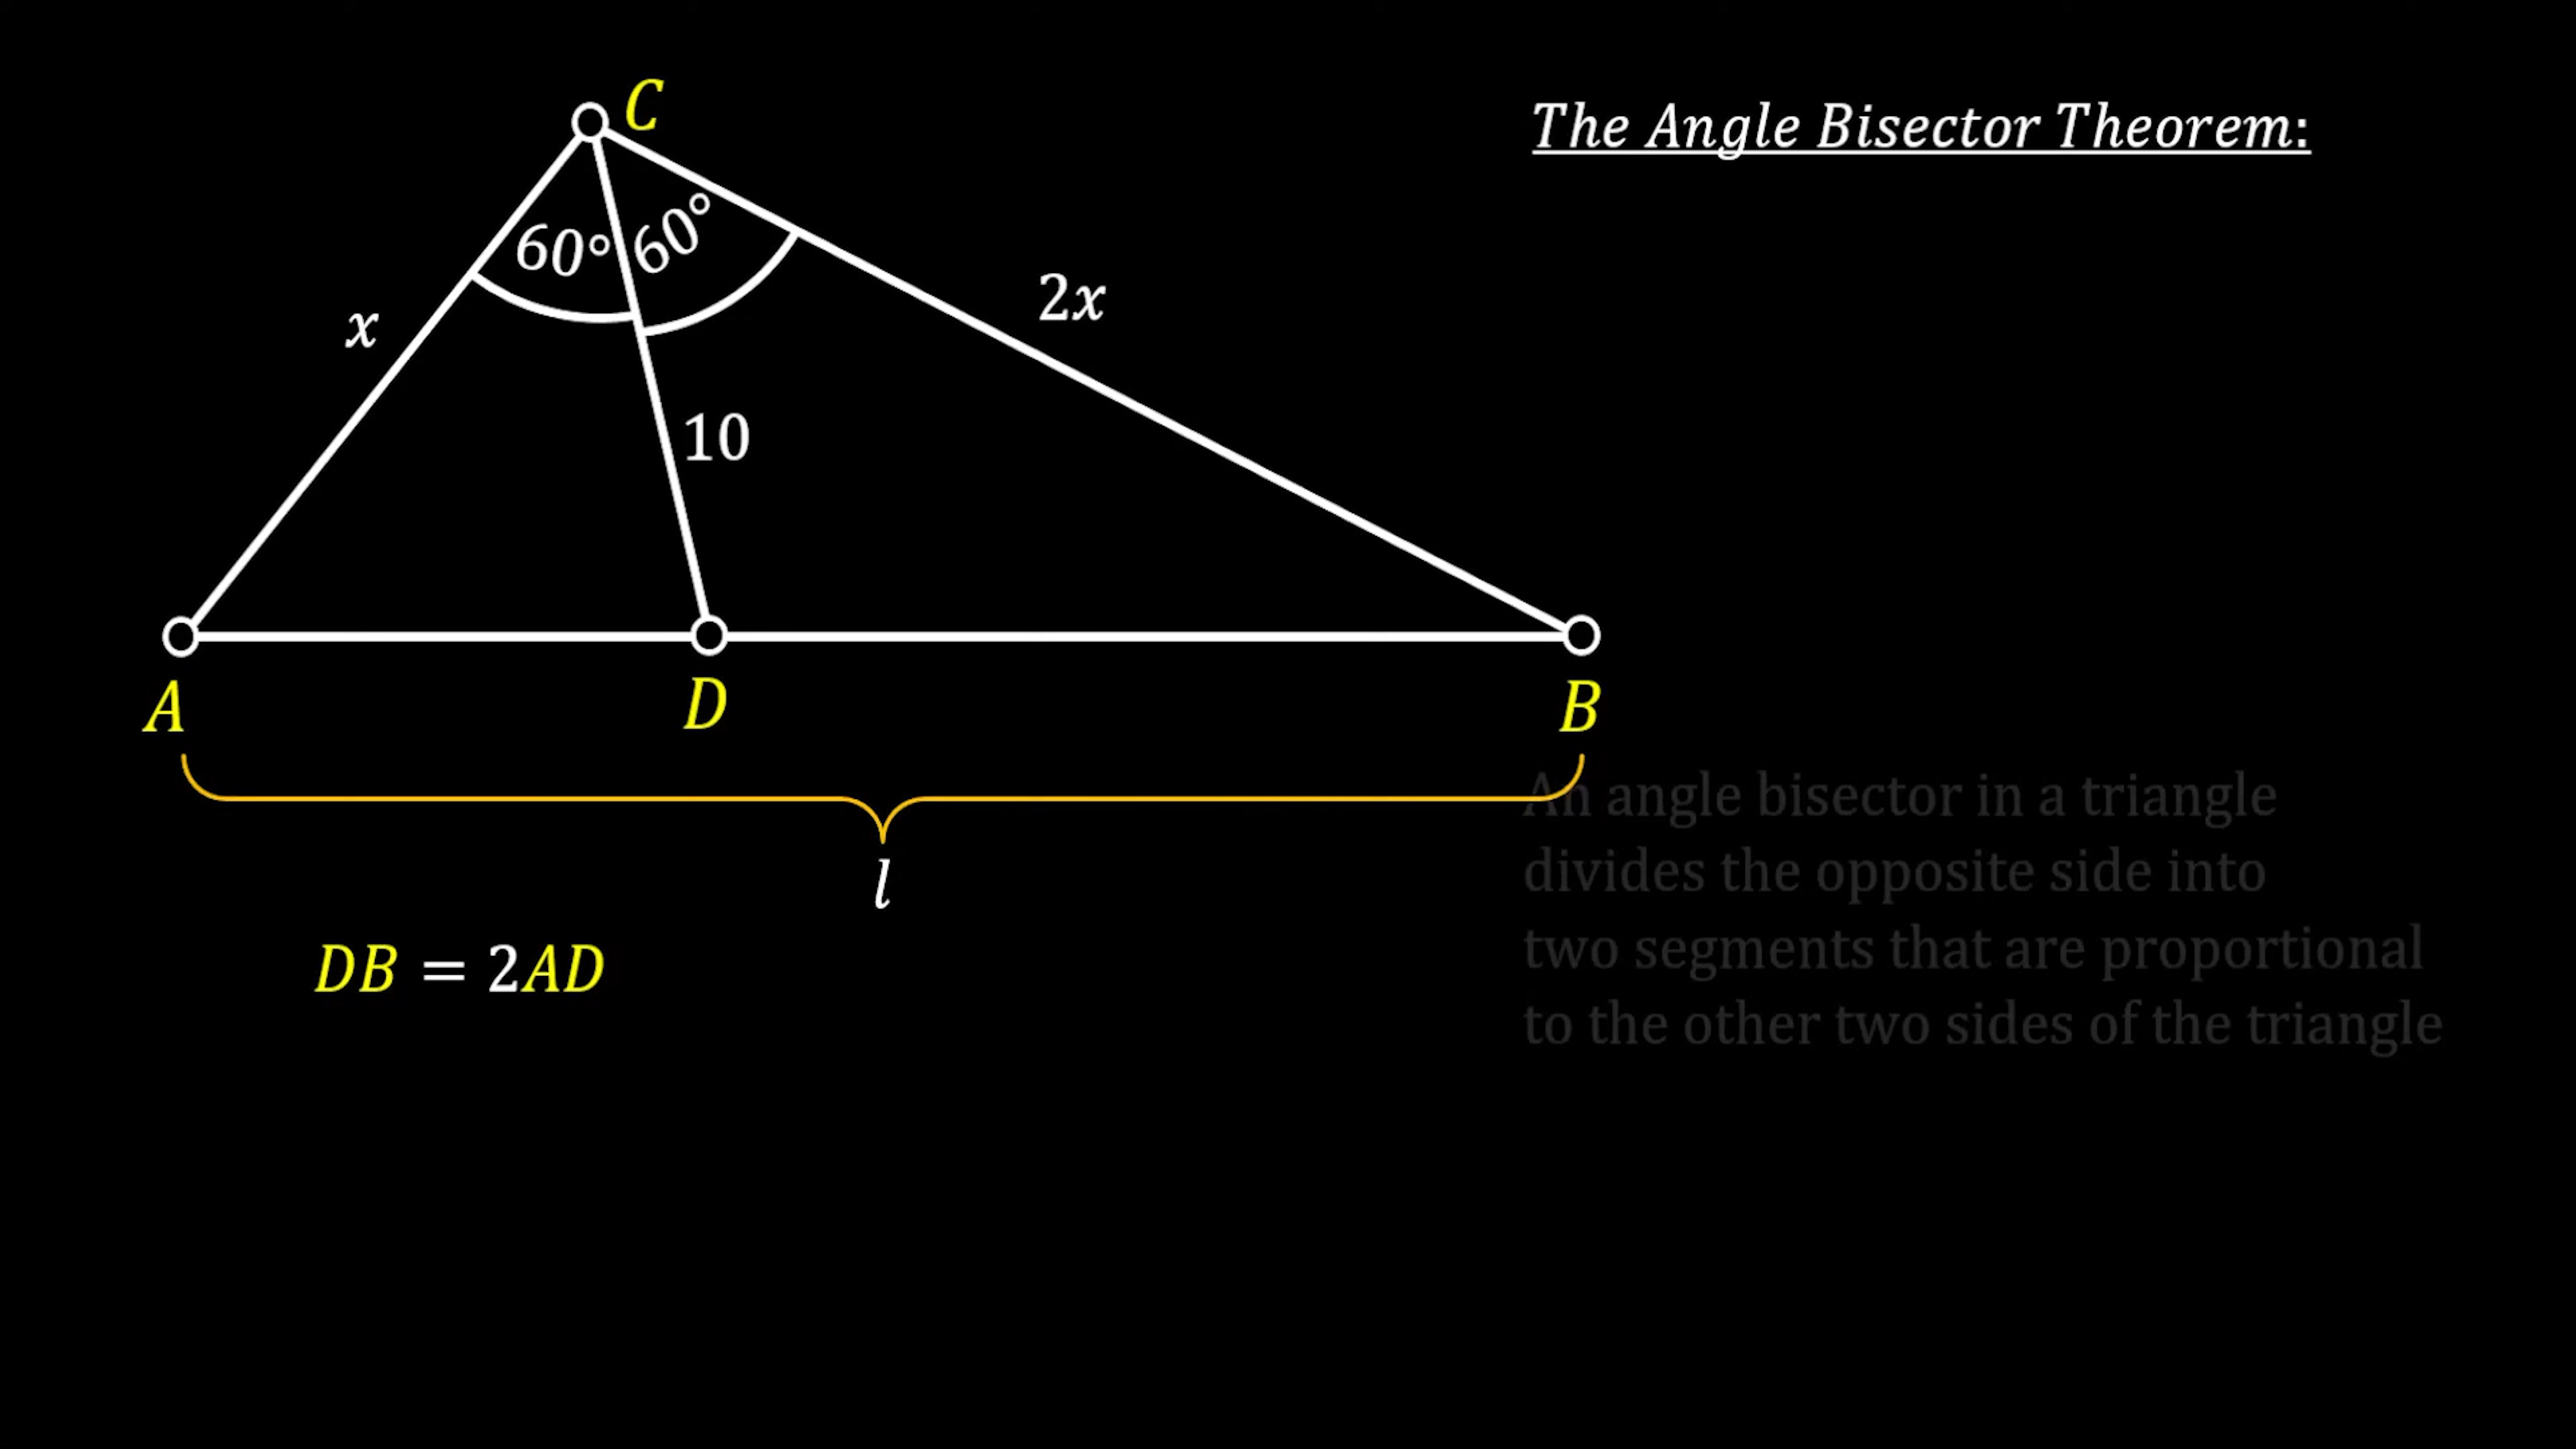 C
The Angle Bisector Theorem:
60° 60°
x
2x
10
A
D
B
l
An angle bisector in a triangle
divides the opposite side into
two segments that are proportional
to the other two sides of the triangle
DB = 2AD